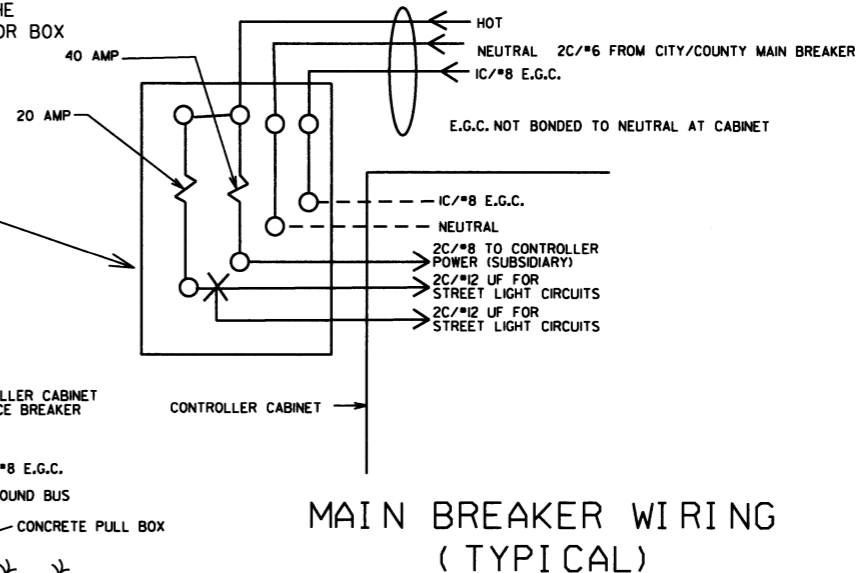 HE
OR BOX
HOT
40 AMP
NEUTRAL 2C/#6 FROM CITY/COUNTY MAIN BREAKER
IC/#8 E.G.C.
20 AMP
E.G.C. NOT BONDED TO NEUTRAL AT CABINET
IC/#8 E.G.C.
NEUTRAL
2C/#8 TO CONTROLLER
POWER (SUBSIDIARY)
2C/#12 UF FOR
STREET LIGHT CIRCUITS
2C/#12 UF FOR
STREET LIGHT CIRCUITS
LLER CABINET
CE BREAKER
CONTROLLER CABINET
#8 E.G.C.
OUND BUS
CONCRETE PULL BOX
MAIN BREAKER WIRING
(TYPICAL)